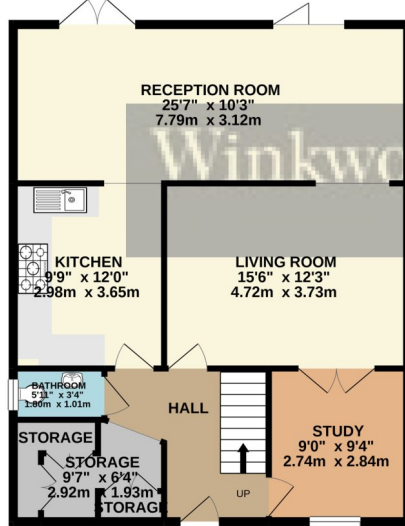 RECEPTION ROOM
25'7" x 10'3"
7.79m x 3.12m
Winkwo
KITCHEN
9'9" x 12'0"
2.98m x 3.65m
LIVING ROOM
15'6" x 12'3"
4.72m x 3.73m
BATHROOM
5'11" x 3'4"
1.80m x 1.01m
HALL
STUDY
9'0" x 9'4"
2.74m x 2.84m
STORAGE
STORAGE
9'7" x 6'4"
2.92m x 1.93m
STORAGE
UP